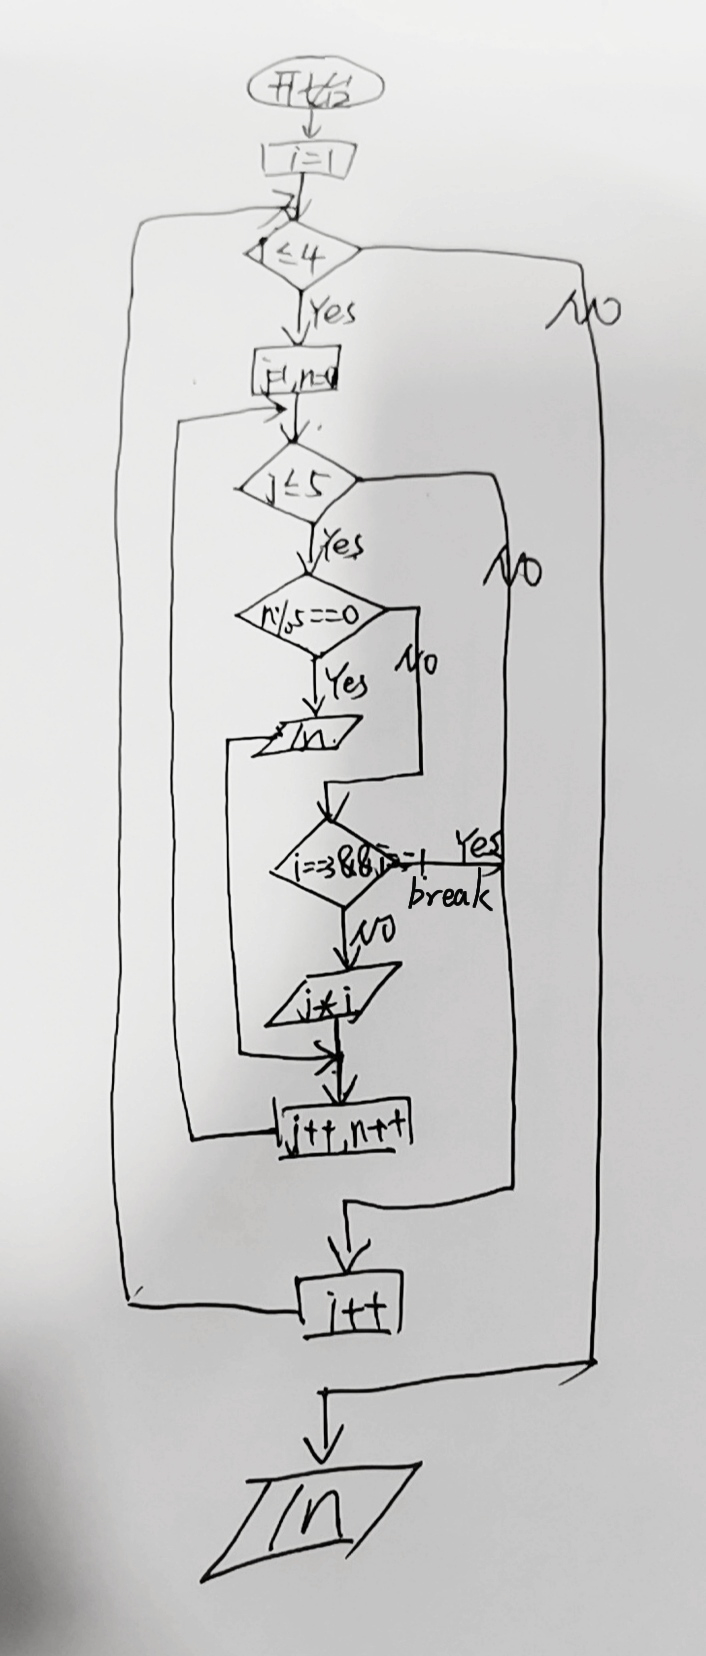 开始
i=1
i≤4
Yes
NO
j=1,n=0
j≤5
Yes
NO
n%5==0
Yes
NO
\n
i==3&&j==1
Yes
break
NO
j*i
j++,n++
i++
\n